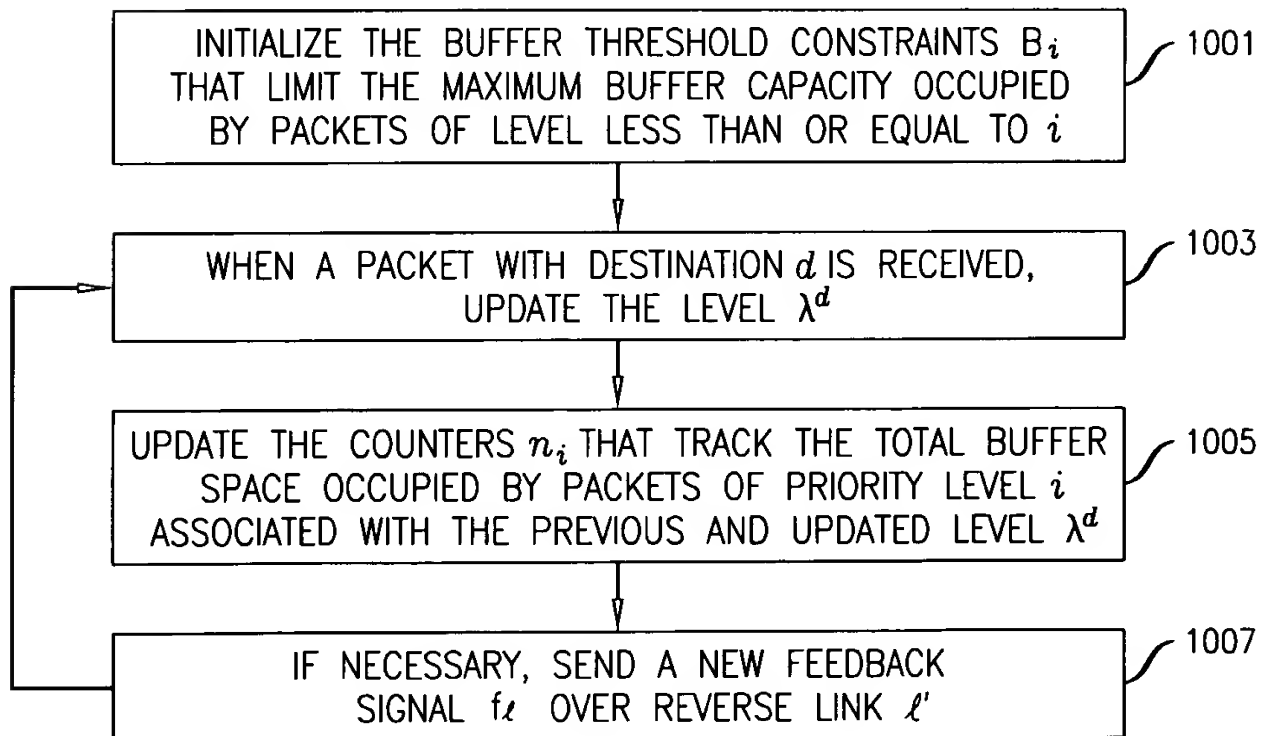 INITIALIZE THE BUFFER THRESHOLD CONSTRAINTS Bᵢ
THAT LIMIT THE MAXIMUM BUFFER CAPACITY OCCUPIED
BY PACKETS OF LEVEL LESS THAN OR EQUAL TO i
1001
WHEN A PACKET WITH DESTINATION d IS RECEIVED,
UPDATE THE LEVEL λᵈ
1003
UPDATE THE COUNTERS nᵢ THAT TRACK THE TOTAL BUFFER
SPACE OCCUPIED BY PACKETS OF PRIORITY LEVEL i
ASSOCIATED WITH THE PREVIOUS AND UPDATED LEVEL λᵈ
1005
IF NECESSARY, SEND A NEW FEEDBACK
SIGNAL fℓ OVER REVERSE LINK ℓ'
1007